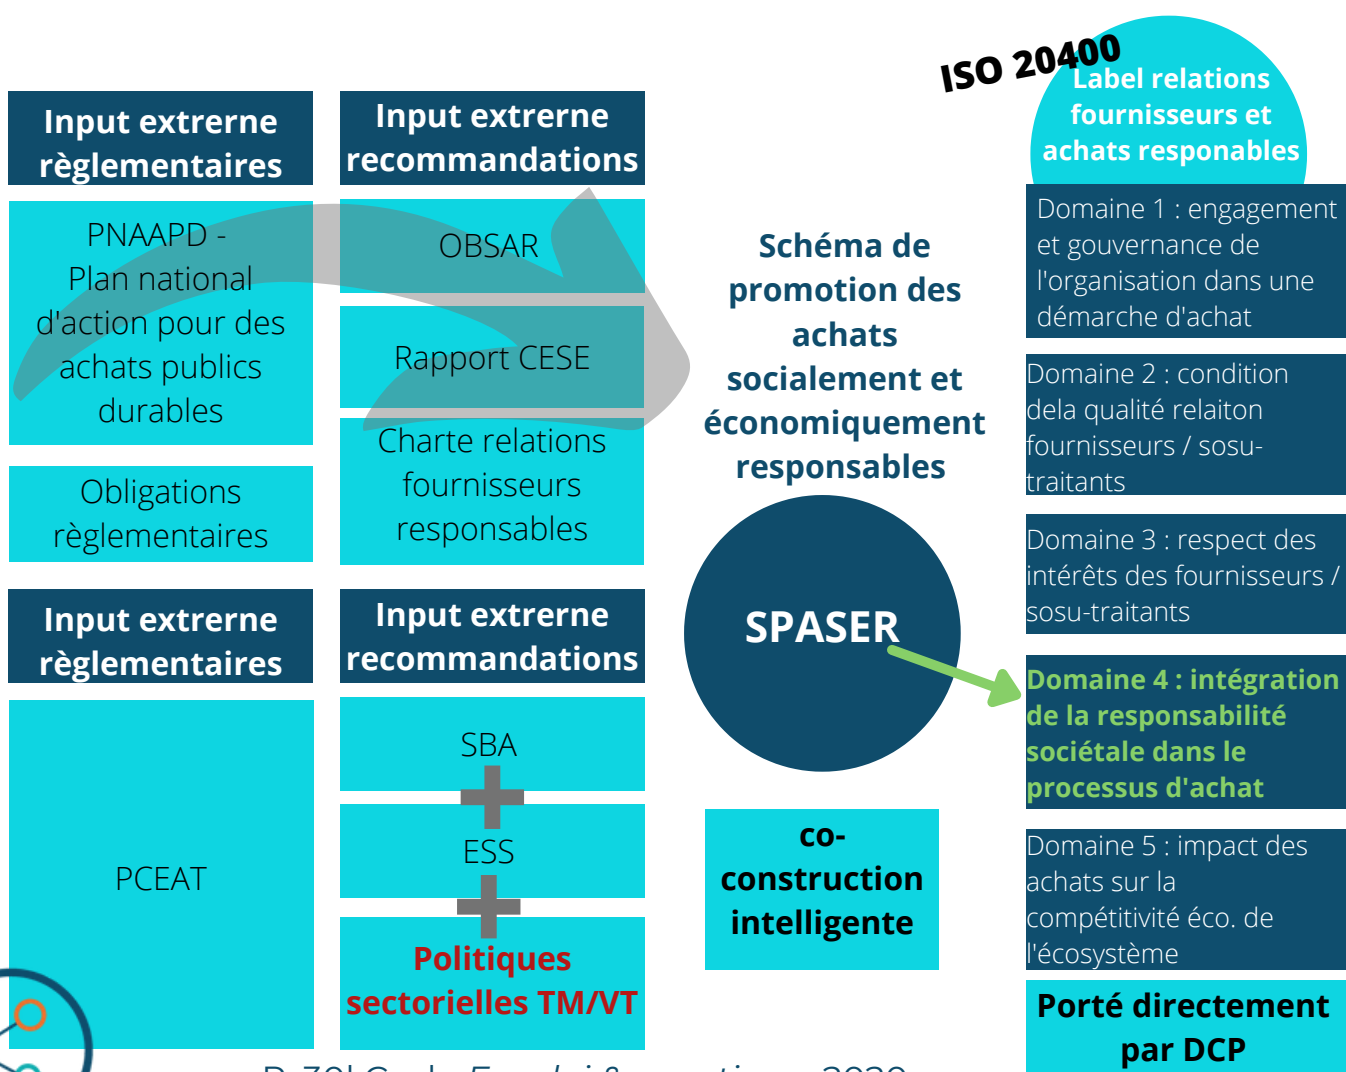 ISO 20400
Label relations
fournisseurs et
achats responables
Input extrerne
règlementaires
Input extrerne
recommandations
PNAAPD -
Plan national
d'action pour des
achats publics
durables
OBSAR
Rapport CESE
Charte relations
fournisseurs
responsables
Obligations
règlementaires
Schéma de
promotion des
achats
socialement et
économiquement
responsables
SPASER
co-
construction
intelligente
Input extrerne
règlementaires
Input extrerne
recommandations
PCEAT
SBA
ESS
Politiques
sectorielles TM/VT
Domaine 1 : engagement
et gouvernance de
l'organisation dans une
démarche d'achat
Domaine 2 : condition
dela qualité relaiton
fournisseurs / sosu-
traitants
Domaine 3 : respect des
intérêts des fournisseurs /
sosu-traitants
Domaine 4 : intégration
de la responsabilité
sociétale dans le
processus d'achat
Domaine 5 : impact des
achats sur la
compétitivité éco. de
l'écosystème
Porté directement
par DCP